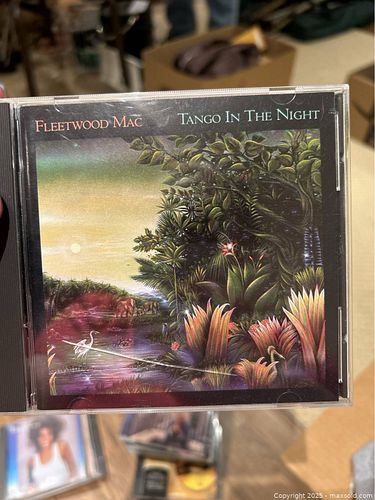 FLEETWOOD MAC TANGO IN THE NIGHT
Copyright 2025 - maxsold.com